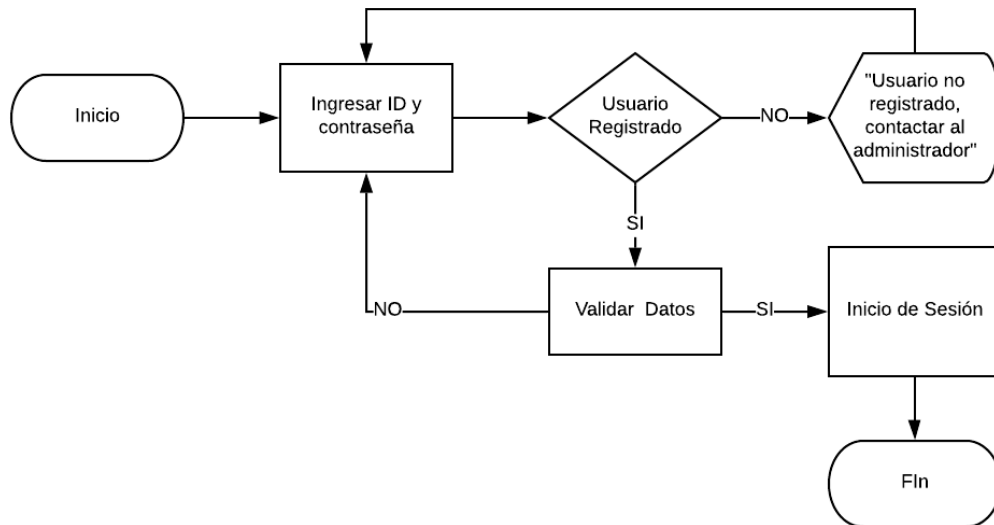 Inicio
Ingresar ID y
contraseña
Usuario
Registrado
NO
"Usuario no
registrado,
contactar al
administrador"
SI
NO
Validar Datos
SI
Inicio de Sesión
FIn